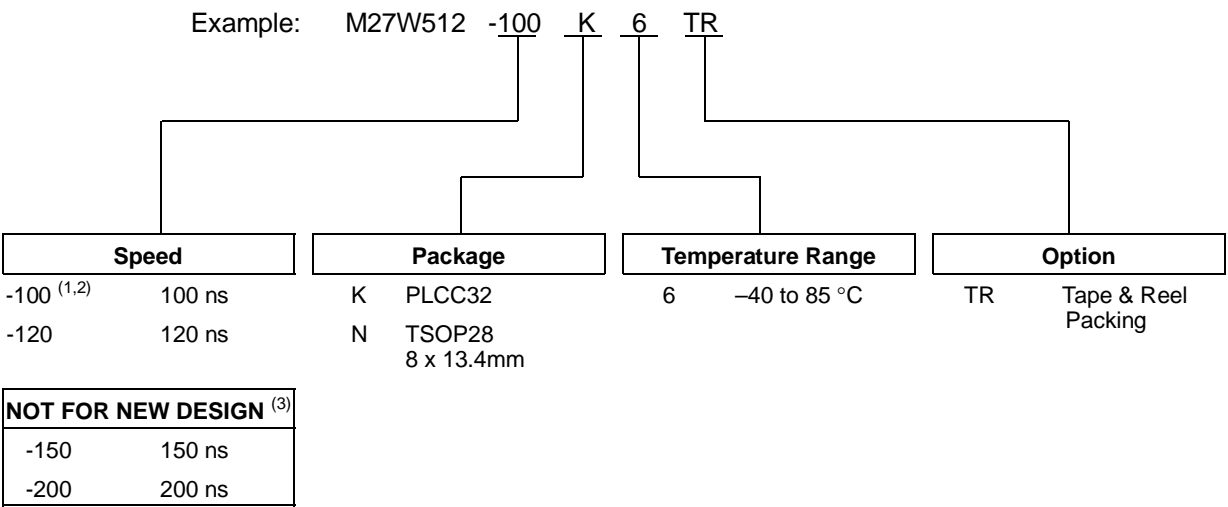 Example: M27W512 -100 K 6 TR
Speed Package Temperature Range Option
-100 (1,2) 100 ns K PLCC32 6 –40 to 85 °C TR Tape & Reel
Packing
-120 120 ns N TSOP28
8 x 13.4mm
NOT FOR NEW DESIGN (3)
-150 150 ns
-200 200 ns